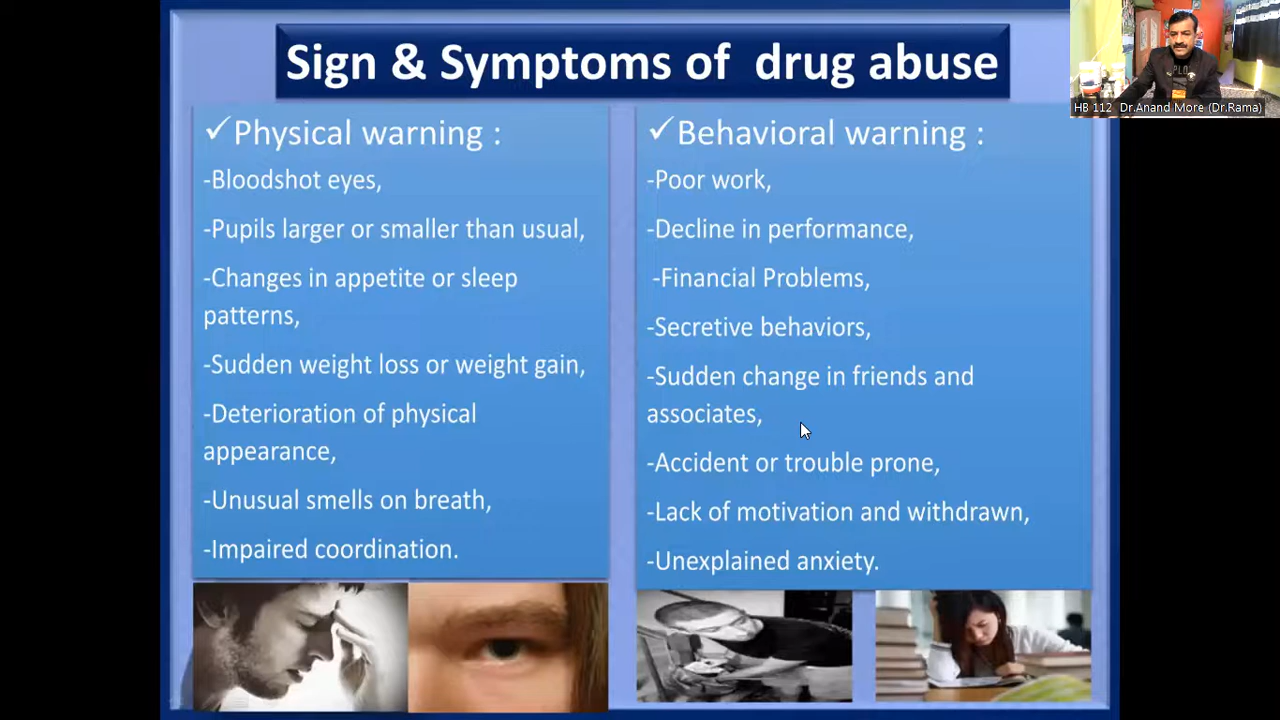 Sign & Symptoms of drug abuse
✓Physical warning :
-Bloodshot eyes,
-Pupils larger or smaller than usual,
-Changes in appetite or sleep
patterns,
-Sudden weight loss or weight gain,
-Deterioration of physical
appearance,
-Unusual smells on breath,
-Impaired coordination.
✓Behavioral warning :
-Poor work,
-Decline in performance,
-Financial Problems,
-Secretive behaviors,
-Sudden change in friends and
associates,
-Accident or trouble prone,
-Lack of motivation and withdrawn,
-Unexplained anxiety.
HB 112 Dr.Anand More (Dr.Rama)